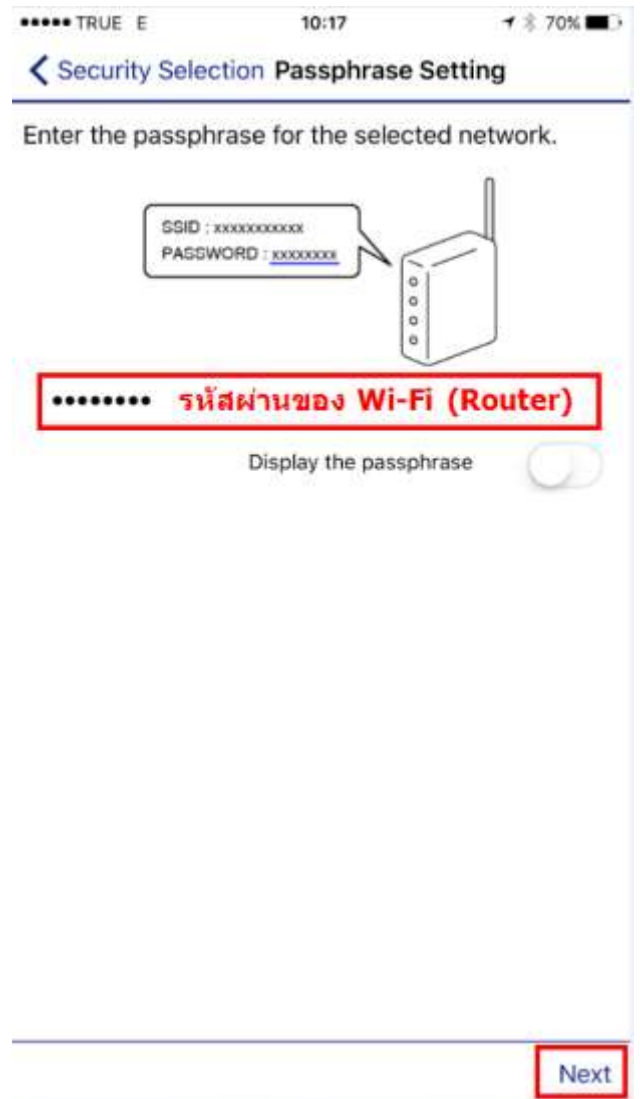 ••••• TRUE E 10:17 70%
Security Selection Passphrase Setting
Enter the passphrase for the selected network.
SSID : xxxxxxxxxxx
PASSWORD : xxxxxxxx
•••••••• รหัสผ่านของ Wi-Fi (Router)
Display the passphrase
Next